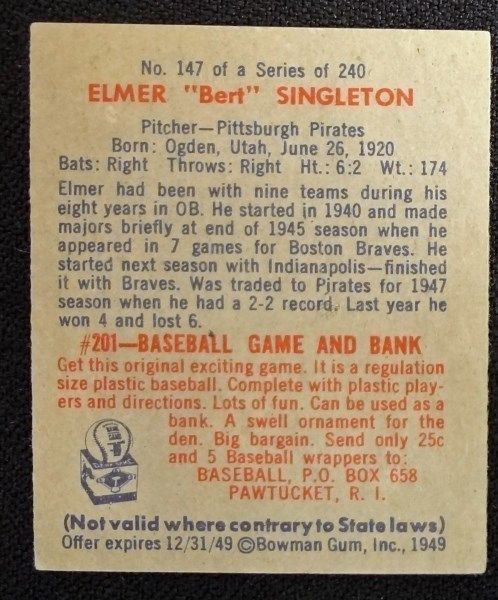 No. 147 of a Series of 240
ELMER "Bert" SINGLETON
Pitcher—Pittsburgh Pirates
Born: Ogden, Utah, June 26, 1920
Bats: Right Throws: Right Ht.: 6:2 Wt.: 174
Elmer had been with nine teams during his
eight years in OB. He started in 1940 and made
majors briefly at end of 1945 season when he
appeared in 7 games for Boston Braves. He
started next season with Indianapolis—finished
it with Braves. Was traded to Pirates for 1947
season when he had a 2-2 record. Last year he
won 4 and lost 6.
#201—BASEBALL GAME AND BANK
Get this original exciting game. It is a regulation
size plastic baseball. Complete with plastic play-
ers and directions. Lots of fun. Can be used as a
bank. A swell ornament for the
den. Big bargain. Send only 25c
and 5 Baseball wrappers to:
BASEBALL, P.O. BOX 658
PAWTUCKET, R. I.
(Not valid where contrary to State laws)
Offer expires 12/31/49 ©Bowman Gum, Inc., 1949